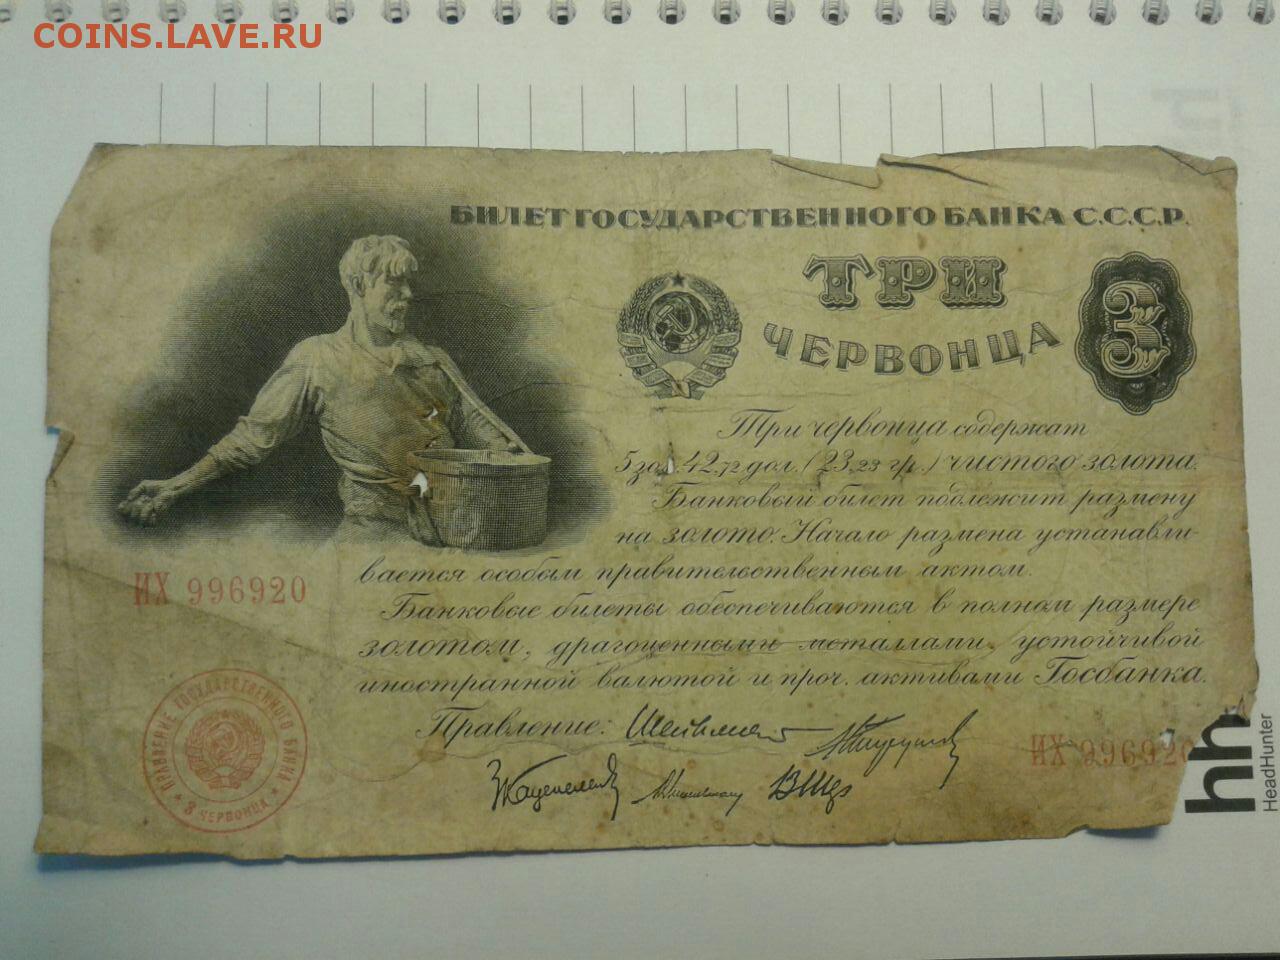 COINS.LAVE.RU
БИЛЕТ ГОСУДАРСТВЕННОГО БАНКА С.С.С.Р.
ТРИ
ЧЕРВОНЦА
3
Три червонца содержат
5 зол. 42,72 дол. (23,23 гр.) чистого золота.
Банковый билет подлежит размену
на золото. Начало размена устанавли-
вается особым правительственным актом.
Банковые билеты обеспечиваются в полном размере
золотом, драгоценными металлами, устойчивой
иностранной валютой и проч. активами Госбанка.
Правление:
ИХ 996920
ИХ 996920
ПРАВЛЕНИЕ ГОСУДАРСТВЕННОГО БАНКА
3 ЧЕРВОНЦА
hh
HeadHunter